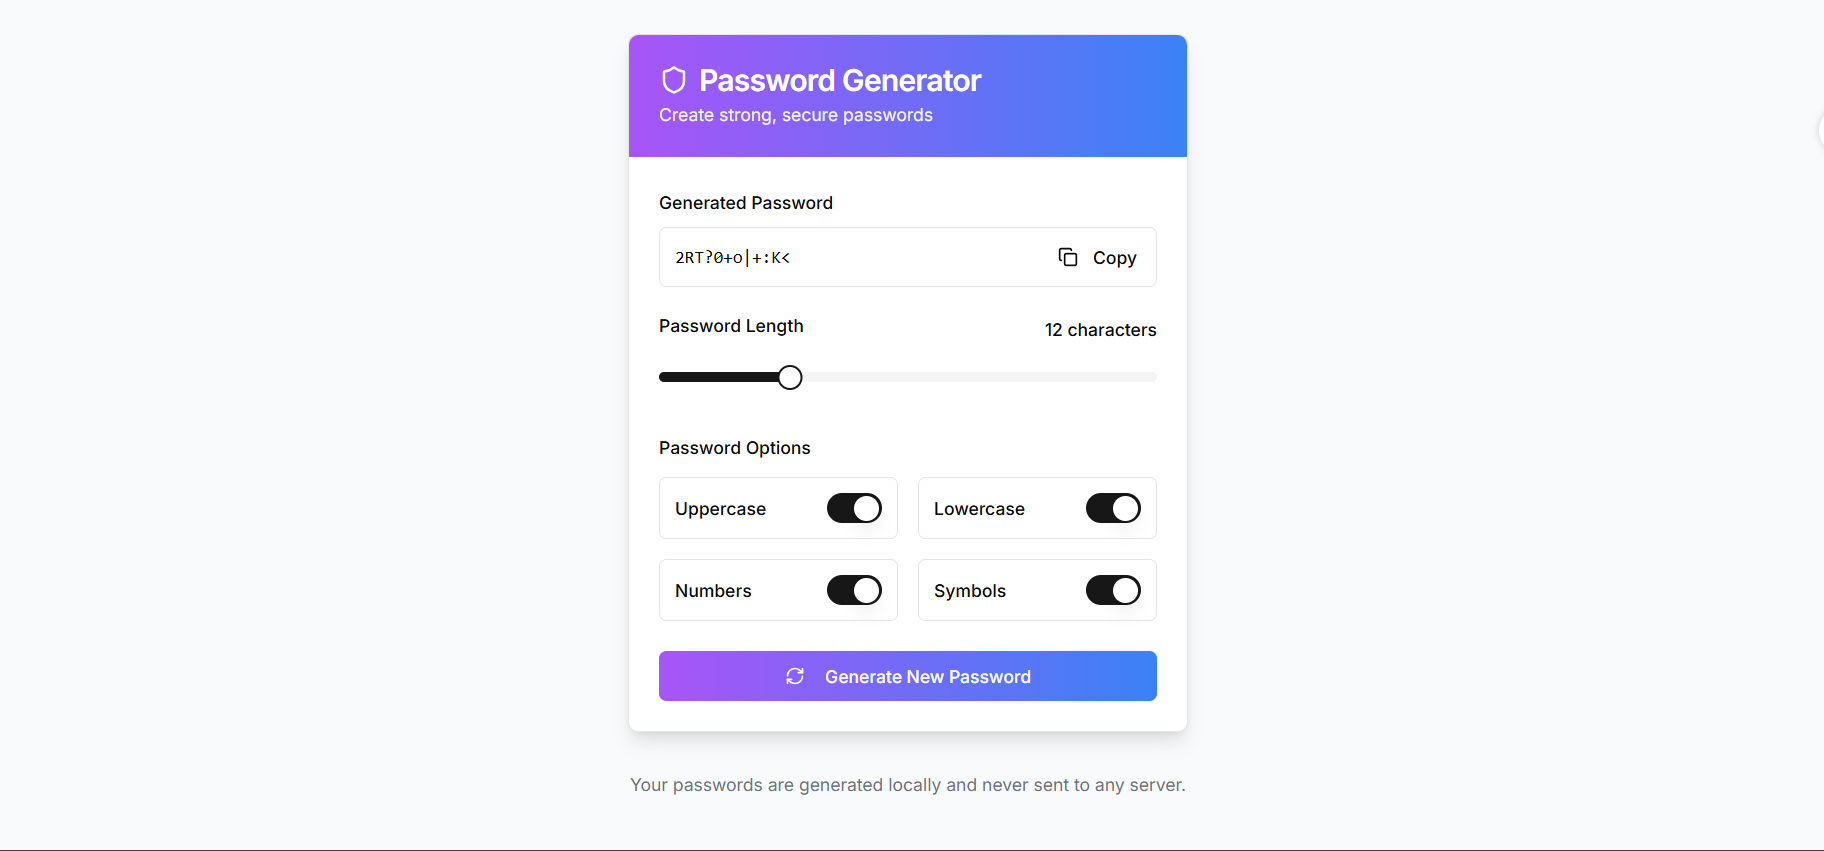 Password Generator
Create strong, secure passwords
Generated Password
2RT?0+o|+:K<
Copy
Password Length
12 characters
Password Options
Uppercase
Lowercase
Numbers
Symbols
Generate New Password
Your passwords are generated locally and never sent to any server.